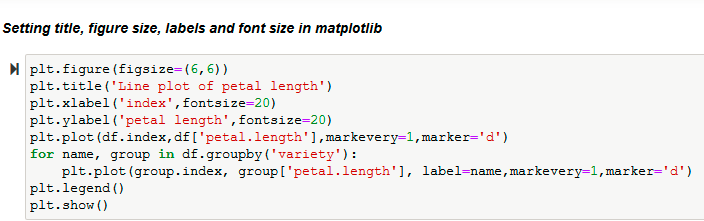 Setting title, figure size, labels and font size in matplotlib
plt.figure(figsize=(6,6))
plt.title('Line plot of petal length')
plt.xlabel('index',fontsize=20)
plt.ylabel('petal length',fontsize=20)
plt.plot(df.index,df['petal.length'],markevery=1,marker='d')
for name, group in df.groupby('variety'):
    plt.plot(group.index, group['petal.length'], label=name,markevery=1,marker='d')
plt.legend()
plt.show()